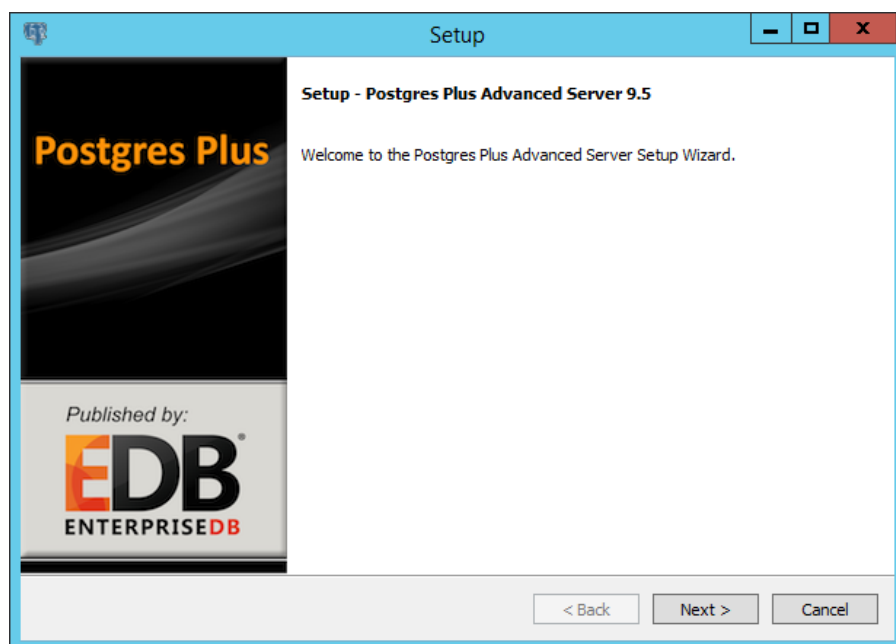 Setup
Setup - Postgres Plus Advanced Server 9.5
Welcome to the Postgres Plus Advanced Server Setup Wizard.
Postgres Plus
Published by:
EDB
ENTERPRISEDB
< Back
Next >
Cancel